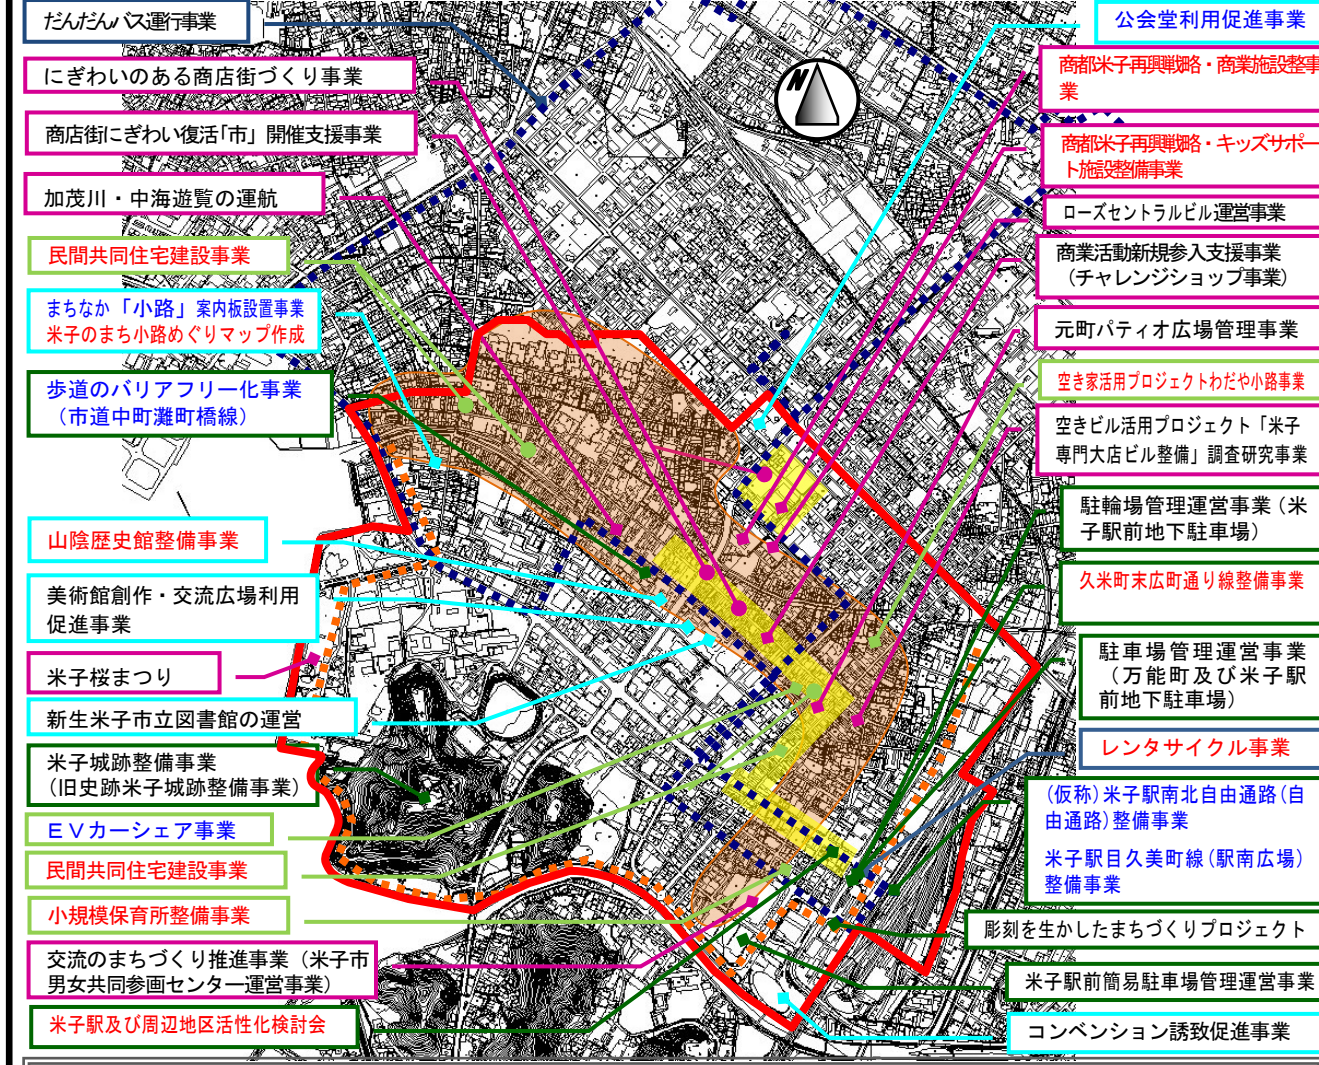 だんだんバス運行事業
にぎわいのある商店街づくり事業
商店街にぎわい復活「市」開催支援事業
加茂川・中海遊覧の運航
民間共同住宅建設事業
まちなか「小路」案内板設置事業
米子のまち小路めぐりマップ作成
歩道のバリアフリー化事業
（市道中町灘町橋線）
山陰歴史館整備事業
美術館創作・交流広場利用
促進事業
米子桜まつり
新生米子市立図書館の運営
米子城跡整備事業
（旧史跡米子城跡整備事業）
ＥＶカーシェア事業
民間共同住宅建設事業
小規模保育所整備事業
交流のまちづくり推進事業（米子市
男女共同参画センター運営事業）
米子駅及び周辺地区活性化検討会
N
公会堂利用促進事業
商都米子再興戦略・商業施設整事
業
商都米子再興戦略・キッズサポー
ト施設整備事業
ローズセントラルビル運営事業
商業活動新規参入支援事業
（チャレンジショップ事業）
元町パティオ広場管理事業
空き家活用プロジェクトわだや小路事業
空きビル活用プロジェクト「米子
専門大店ビル整備」調査研究事業
駐輪場管理運営事業（米
子駅前地下駐車場）
久米町末広町通り線整備事業
駐車場管理運営事業
（万能町及び米子駅
前地下駐車場）
レンタサイクル事業
（仮称）米子駅南北自由通路（自
由通路）整備事業
米子駅目久美町線（駅南広場）
整備事業
彫刻を生かしたまちづくりプロジェクト
米子駅前簡易駐車場管理運営事業
コンベンション誘致促進事業